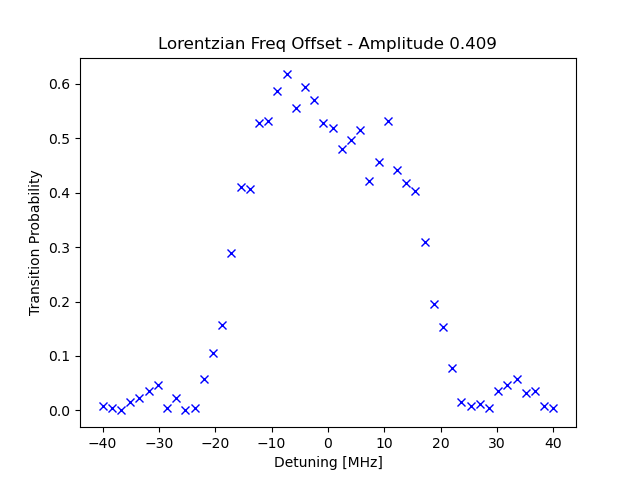 Lorentzian Freq Offset - Amplitude 0.409
Transition Probability
0.6
0.5
0.4
0.3
0.2
0.1
0.0
−40 −30 −20 −10 0 10 20 30 40
Detuning [MHz]